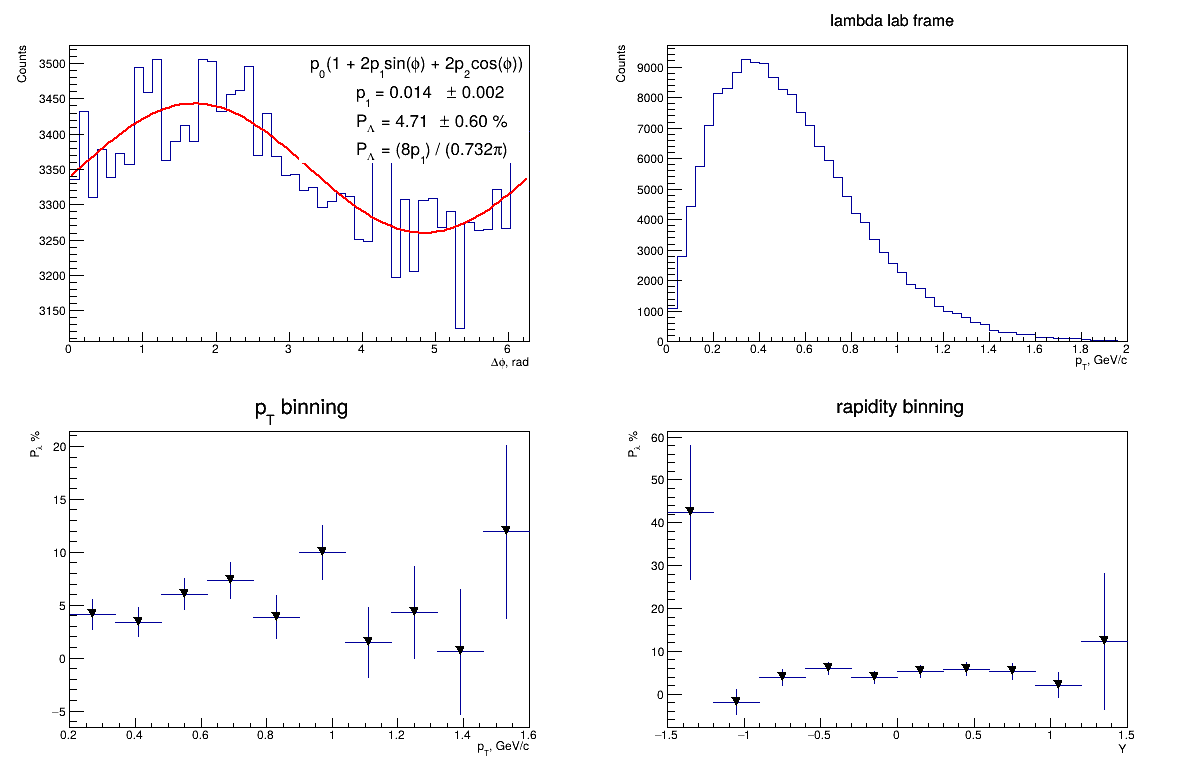 Counts
3500
3450
3400
3350
3300
3250
3200
3150
0 1 2 3 4 5 6
Δϕ, rad
p0(1 + 2p1sin(ϕ) + 2p2cos(ϕ))
p1 = 0.014 ± 0.002
PΛ = 4.71 ± 0.60 %
PΛ = (8p1) / (0.732π)
lambda lab frame
Counts
9000
8000
7000
6000
5000
4000
3000
2000
1000
0
0 0.2 0.4 0.6 0.8 1 1.2 1.4 1.6 1.8 2
pT, GeV/c
pT binning
Pλ %
20
15
10
5
0
−5
0.2 0.4 0.6 0.8 1 1.2 1.4 1.6
pT, GeV/c
rapidity binning
Pλ %
60
50
40
30
20
10
0
−1.5 −1 −0.5 0 0.5 1 1.5
Y